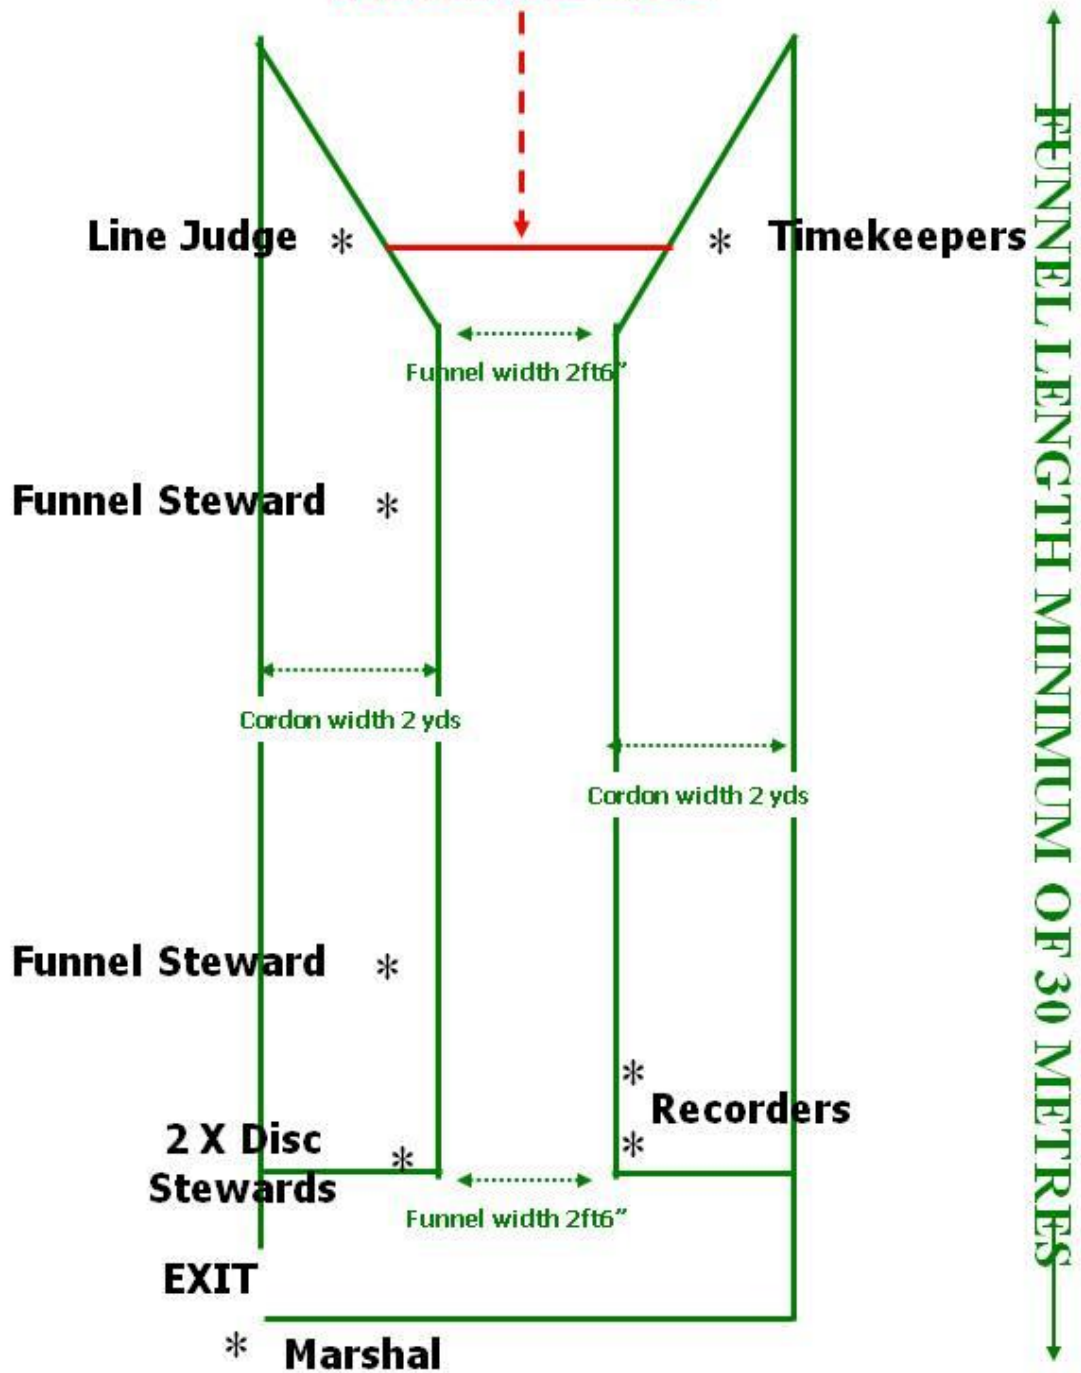 Line Judge *
* Timekeepers
Funnel width 2ft6"
Funnel Steward *
Cordon width 2 yds
Cordon width 2 yds
Funnel Steward *
*
Recorders
*
2 X Disc
Stewards
*
Funnel width 2ft6"
EXIT
* Marshal
FUNNEL LENGTH MINIMUM OF 30 METRES